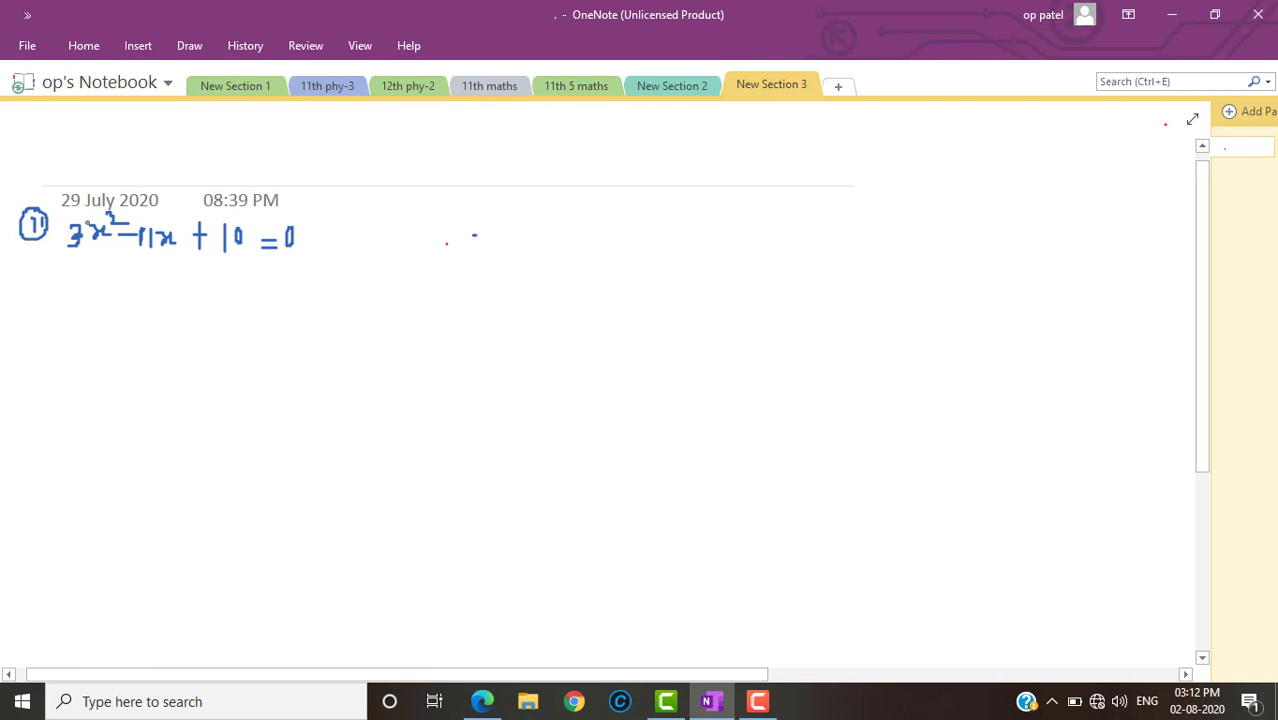 . - OneNote (Unlicensed Product)
op patel
File Home Insert Draw History Review View Help
op's Notebook
New Section 1
11th phy-3
12th phy-2
11th maths
11th 5 maths
New Section 2
New Section 3
Search (Ctrl+E)
Add Pa
.
29 July 2020 08:39 PM
3x² - 11x + 10 = 0
Type here to search
ENG
03:12 PM
02-08-2020
1